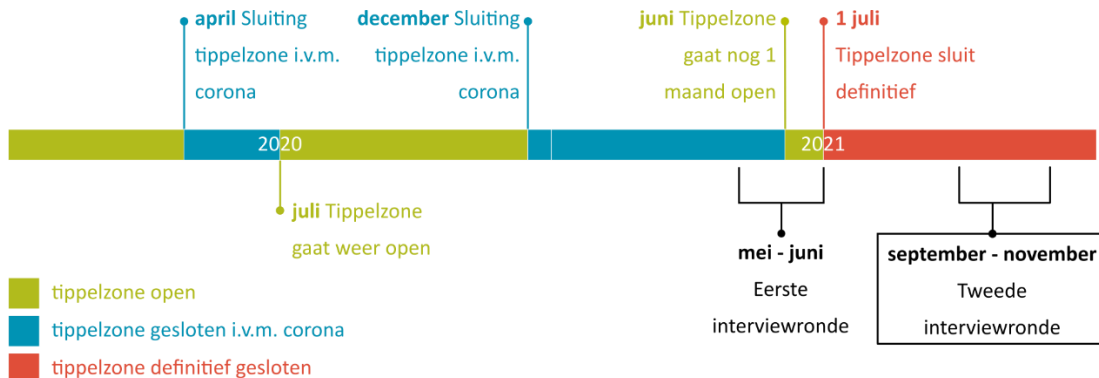 april Sluiting
tippelzone i.v.m.
corona
december Sluiting
tippelzone i.v.m.
corona
juni Tippelzone
gaat nog 1
maand open
1 juli
Tippelzone sluit
definitief
2020
2021
juli Tippelzone
gaat weer open
mei - juni
Eerste
interviewronde
september - november
Tweede
interviewronde
tippelzone open
tippelzone gesloten i.v.m. corona
tippelzone definitief gesloten